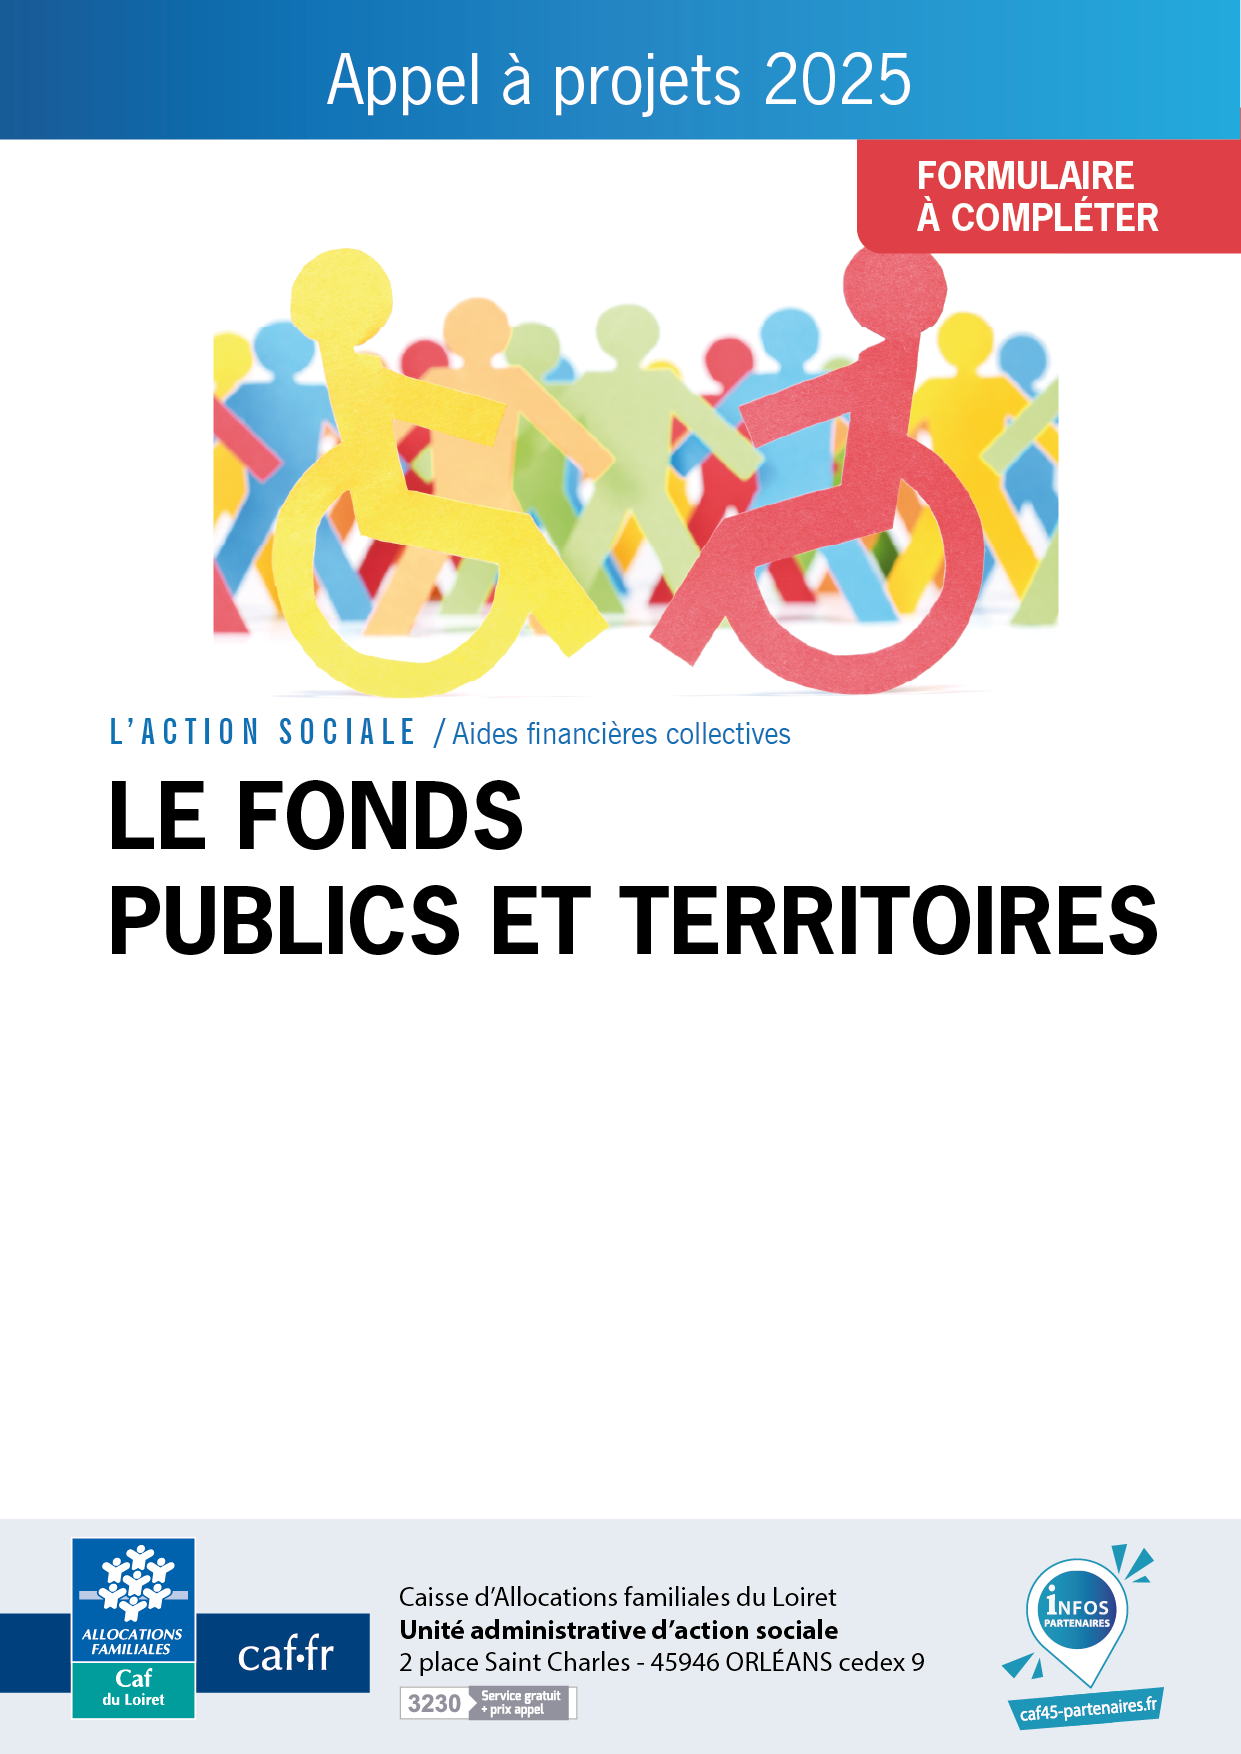 Appel à projets 2025
FORMULAIRE
À COMPLÉTER
L'ACTION SOCIALE / Aides financières collectives
LE FONDS
PUBLICS ET TERRITOIRES
ALLOCATIONS
FAMILIALES
Caf
du Loiret
caf.fr
Caisse d'Allocations familiales du Loiret
Unité administrative d'action sociale
2 place Saint Charles - 45946 ORLÉANS cedex 9
3230 Service gratuit
+ prix appel
iNFOS
PARTENAIRES
caf45-partenaires.fr